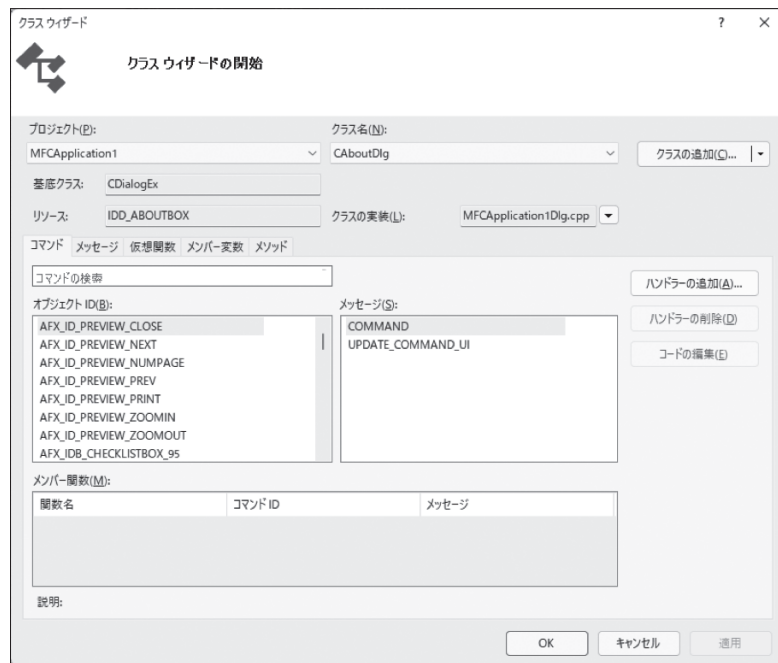 クラス ウィザード
? ×
クラス ウィザードの開始
プロジェクト(P): クラス名(N):
MFCApplication1 CAboutDlg クラスの追加(C)...
基底クラス: CDialogEx
リソース: IDD_ABOUTBOX クラスの実装(L): MFCApplication1Dlg.cpp
コマンド メッセージ 仮想関数 メンバー変数 メソッド
コマンドの検索 ハンドラーの追加(A)...
オブジェクト ID(B): メッセージ(S):
AFX_ID_PREVIEW_CLOSE COMMAND ハンドラーの削除(D)
AFX_ID_PREVIEW_NEXT UPDATE_COMMAND_UI コードの編集(E)
AFX_ID_PREVIEW_NUMPAGE
AFX_ID_PREVIEW_PREV
AFX_ID_PREVIEW_PRINT
AFX_ID_PREVIEW_ZOOMIN
AFX_ID_PREVIEW_ZOOMOUT
AFX_IDB_CHECKLISTBOX_95
メンバー関数(M):
関数名 コマンド ID メッセージ
説明:
OK キャンセル 適用